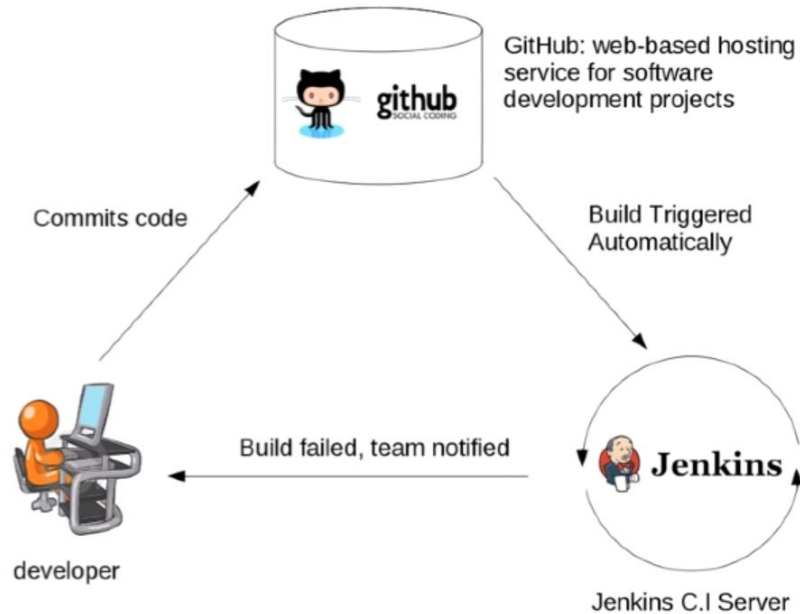 GitHub: web-based hosting
service for software
development projects
github
SOCIAL CODING
Commits code
Build Triggered
Automatically
Build failed, team notified
Jenkins
developer
Jenkins C.I Server